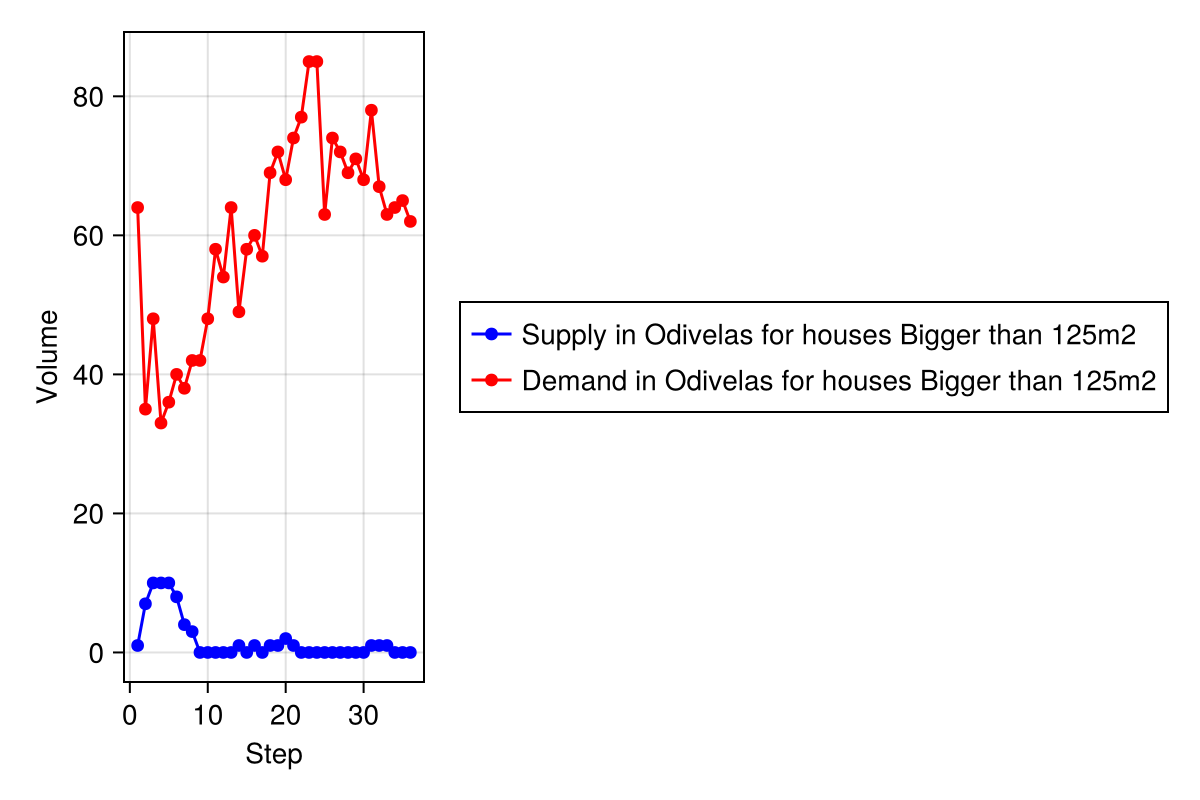 80
60
40
20
0
Volume
0 10 20 30
Step
Supply in Odivelas for houses Bigger than 125m2
Demand in Odivelas for houses Bigger than 125m2